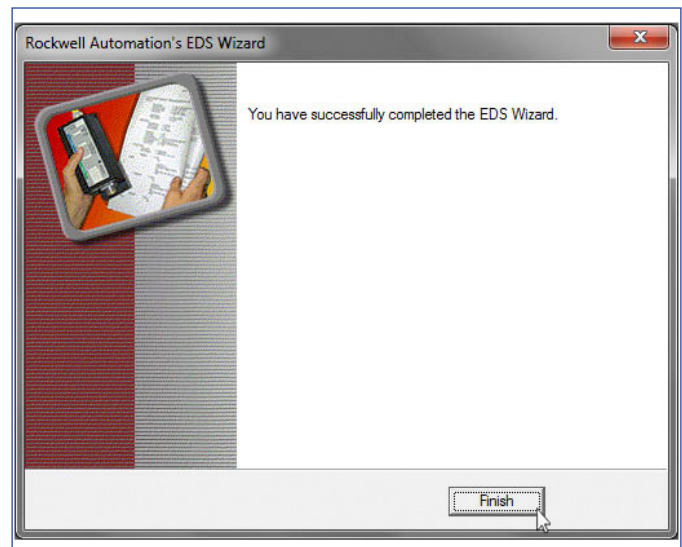 Rockwell Automation's EDS Wizard
You have successfully completed the EDS Wizard.
Finish